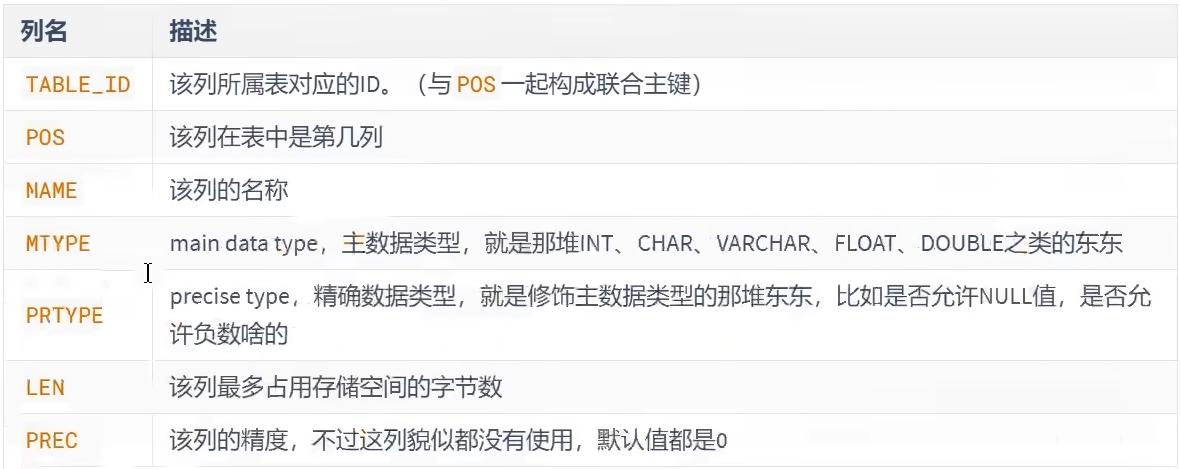 列名 描述
TABLE_ID 该列所属表对应的ID。（与 POS 一起构成联合主键）
POS 该列在表中是第几列
NAME 该列的名称
MTYPE main data type，主数据类型，就是那堆INT、CHAR、VARCHAR、FLOAT、DOUBLE之类的东东
PRTYPE precise type，精确数据类型，就是修饰主数据类型的那堆东东，比如是否允许NULL值，是否允
许负数啥的
LEN 该列最多占用存储空间的字节数
PREC 该列的精度，不过这列貌似都没有使用，默认值都是0